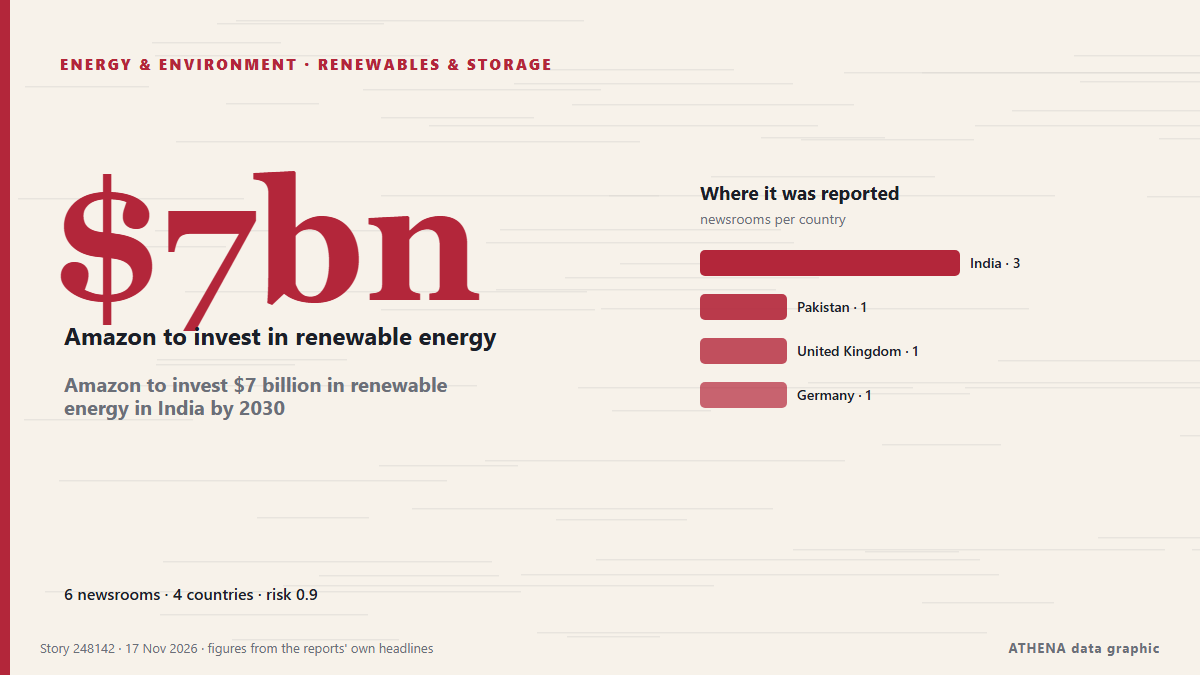 ENERGY & ENVIRONMENT · RENEWABLES & STORAGE
$7bn
Amazon to invest in renewable energy
Amazon to invest $7 billion in renewable
energy in India by 2030
Where it was reported
newsrooms per country
India · 3
Pakistan · 1
United Kingdom · 1
Germany · 1
6 newsrooms · 4 countries · risk 0.9
Story 248142 · 17 Nov 2026 · figures from the reports' own headlines
ATHENA data graphic